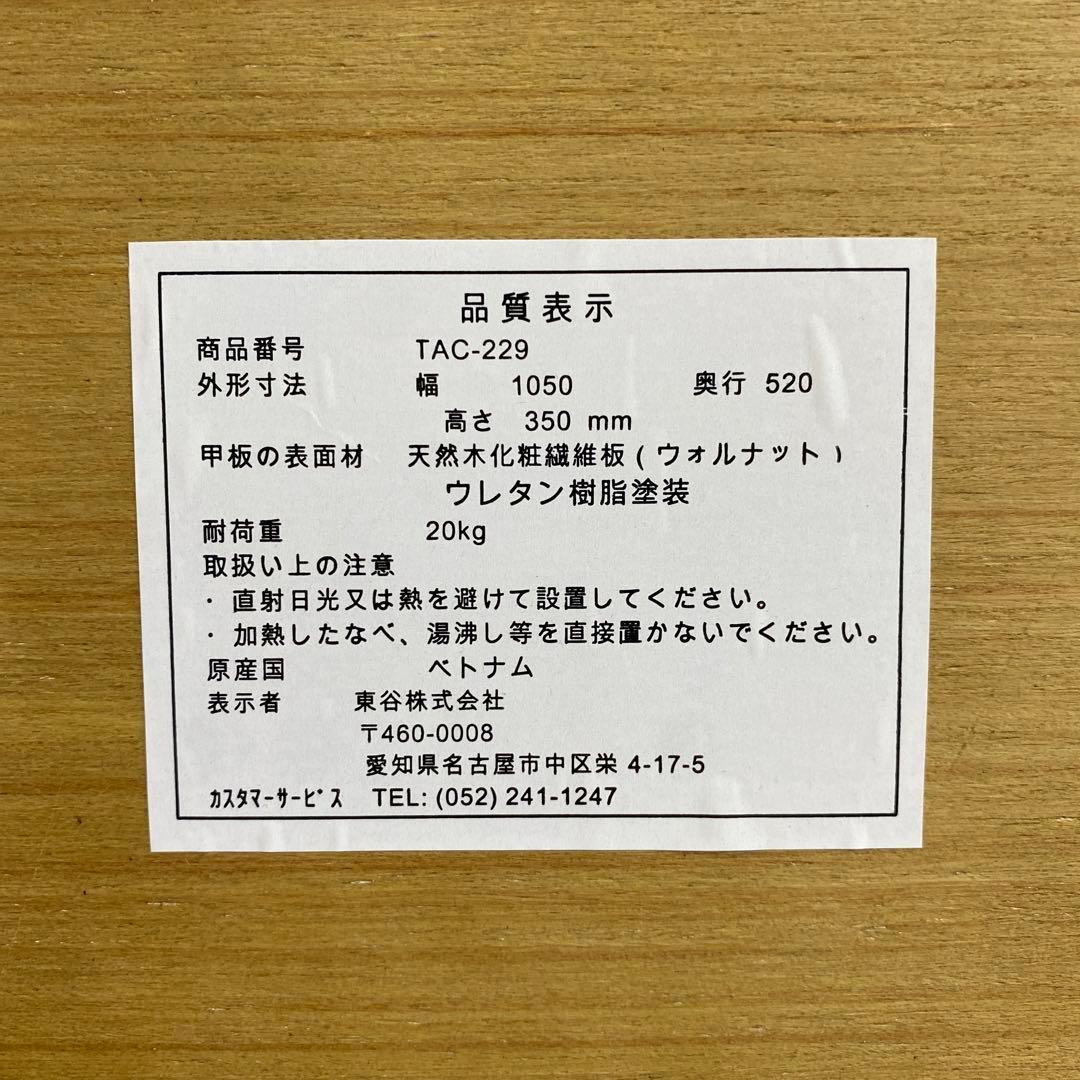 品質表示
商品番号 TAC-229
外形寸法 幅 1050 奥行 520
高さ 350 mm
甲板の表面材 天然木化粧繊維板 ( ウォルナット )
ウレタン樹脂塗装
耐荷重 20kg
取扱い上の注意
・直射日光又は熱を避けて設置してください。
・加熱したなべ、湯沸し等を直接置かないでください。
原産国 ベトナム
表示者 東谷株式会社
〒460-0008
愛知県名古屋市中区栄 4-17-5
ｶｽﾀﾏｰｻｰﾋﾞｽ TEL: (052) 241-1247